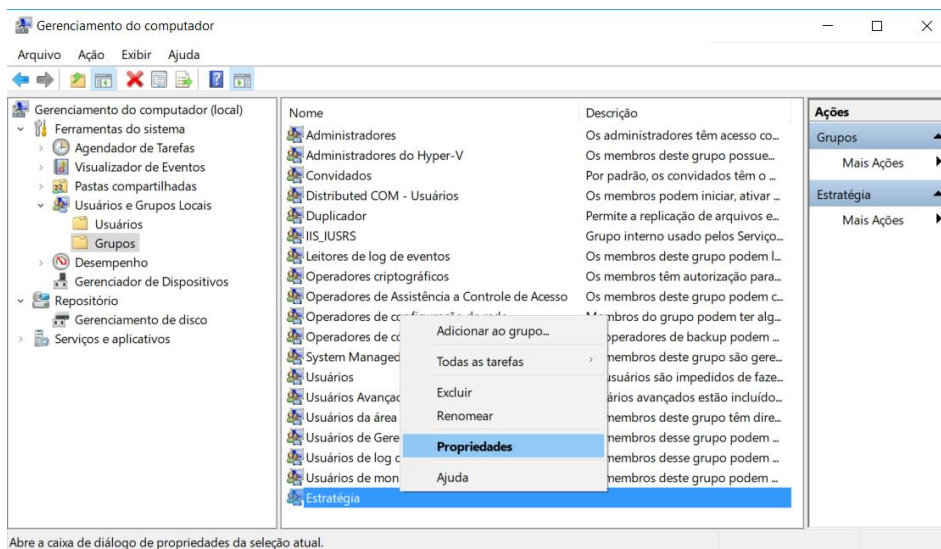 Gerenciamento do computador
Arquivo Ação Exibir Ajuda
Gerenciamento do computador (local)
Ferramentas do sistema
Agendador de Tarefas
Visualizador de Eventos
Pastas compartilhadas
Usuários e Grupos Locais
Usuários
Grupos
Desempenho
Gerenciador de Dispositivos
Repositório
Gerenciamento de disco
Serviços e aplicativos
Nome Descrição
Administradores Os administradores têm acesso co...
Administradores do Hyper-V Os membros deste grupo possue...
Convidados Por padrão, os convidados têm o ...
Distributed COM - Usuários Os membros podem iniciar, ativar ...
Duplicador Permite a replicação de arquivos e...
IIS_IUSRS Grupo interno usado pelos Serviço...
Leitores de log de eventos Os membros deste grupo podem l...
Operadores criptográficos Os membros têm autorização para...
Operadores de Assistência a Controle de Acesso Os membros deste grupo podem c...
Operadores de configuração de rede Membros do grupo podem ter alg...
Operadores de operadores de backup podem ...
System Managed membros deste grupo são gere...
Usuários usuários são impedidos de faze...
Usuários avançados estão incluído...
Usuários da área membros deste grupo têm dire...
Usuários de Gere membros desse grupo podem ...
Usuários de log membros desse grupo podem ...
Usuários de mon membros deste grupo podem ...
Estratégia
Adicionar ao grupo...
Todas as tarefas
Excluir
Renomear
Propriedades
Ajuda
Ações
Grupos
Mais Ações
Estratégia
Mais Ações
Abre a caixa de diálogo de propriedades da seleção atual.